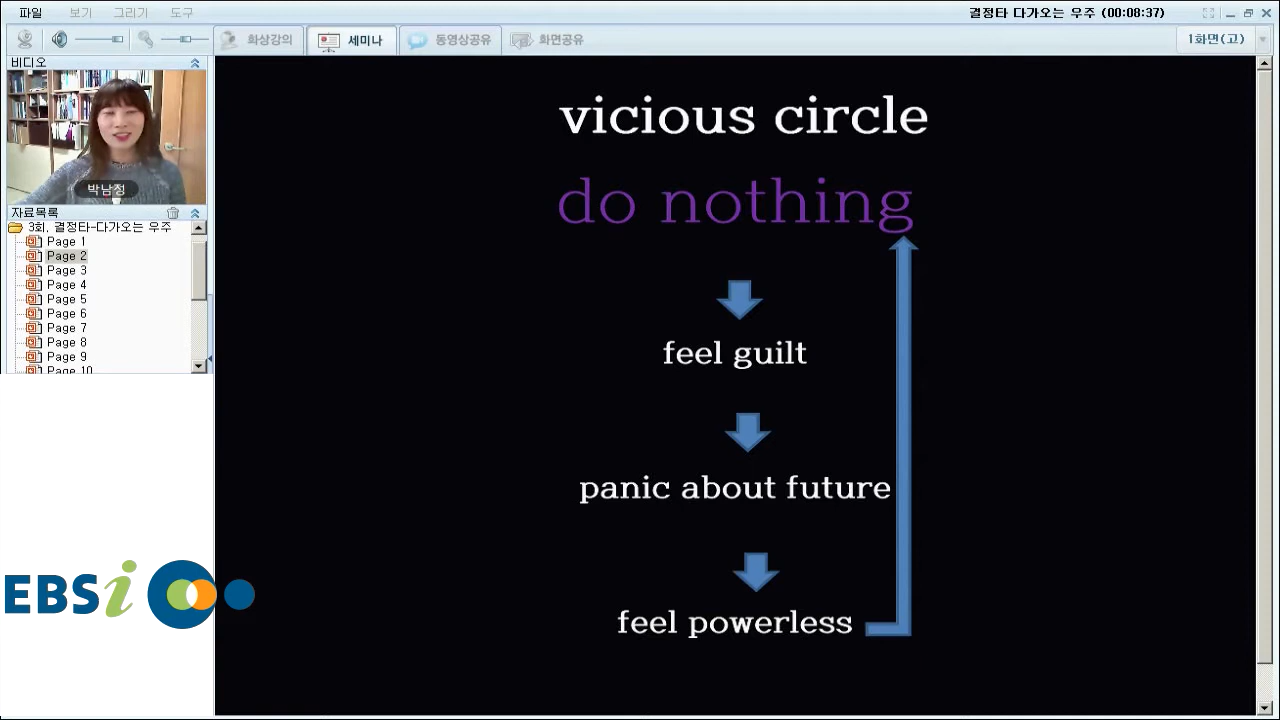 파일 보기 그리기 도구 결정타 다가오는 우주 (00:08:37)
화상강의 세미나 동영상공유 화면공유 1화면(고)
비디오
박남정
자료목록
3회. 결정타-다가오는 우주
Page 1
Page 2
Page 3
Page 4
Page 5
Page 6
Page 7
Page 8
Page 9
Page 10
EBSi
vicious circle
do nothing
feel guilt
panic about future
feel powerless